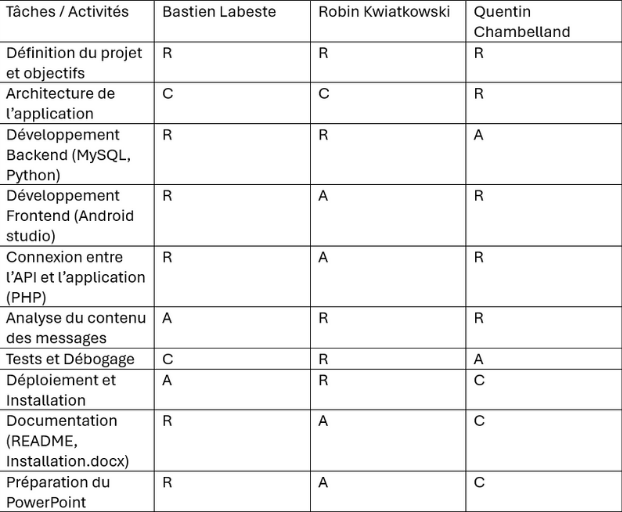 Tâches / Activités Bastien Labeste Robin Kwiatkowski Quentin
Chambelland
Définition du projet R R R
et objectifs
Architecture de C C R
l’application
Développement R R A
Backend (MySQL,
Python)
Développement R A R
Frontend (Android
studio)
Connexion entre R A R
l’API et l’application
(PHP)
Analyse du contenu A R R
des messages
Tests et Débogage C R A
Déploiement et A R C
Installation
Documentation R A C
(README,
Installation.docx)
Préparation du R A C
PowerPoint